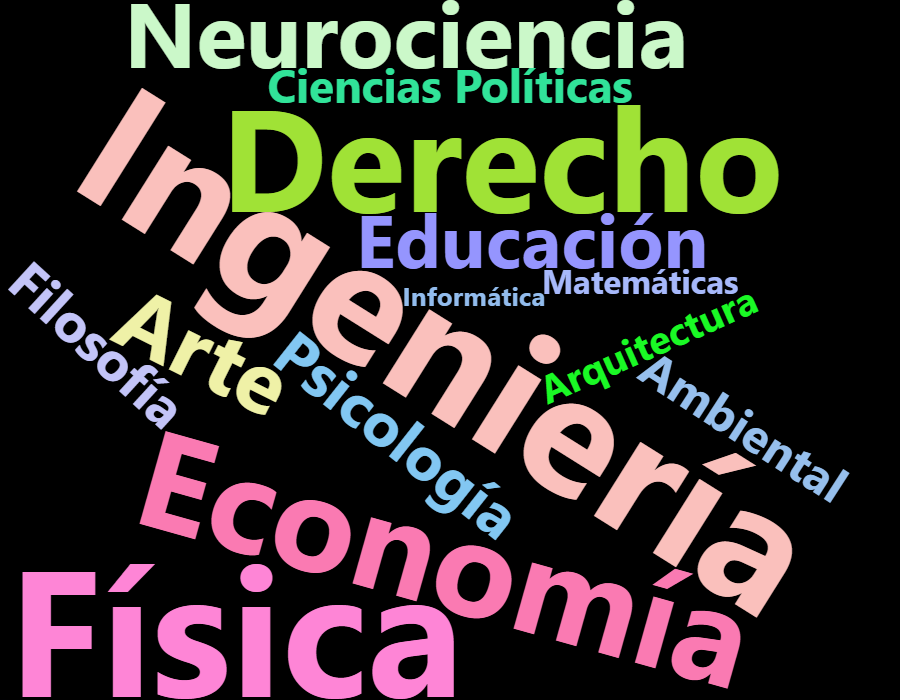 Neurociencia
Ciencias Políticas
Ingeniería
Derecho
Educación
Matemáticas
Informática
Filosofía
Arte
Psicología
Arquitectura
Ambiental
Economía
Física